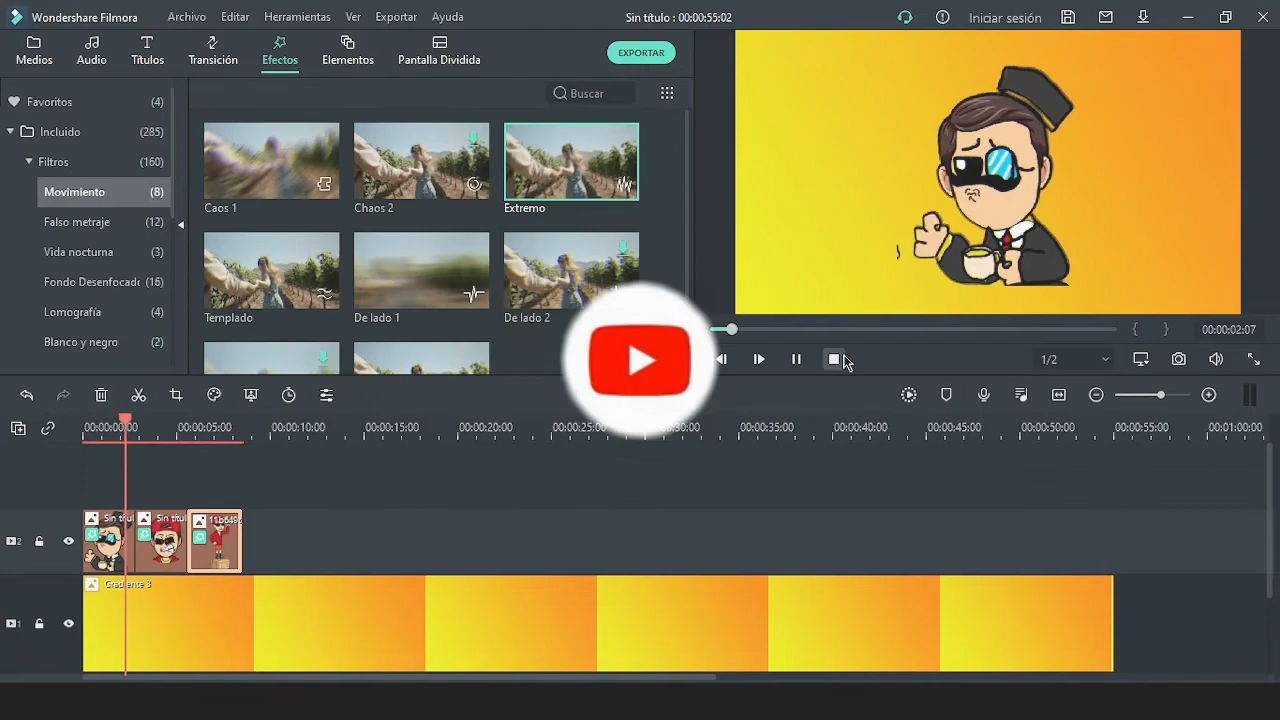 Wondershare Filmora Archivo Editar Herramientas Ver Exportar Ayuda Sin título : 00:00:55:02 Iniciar sesión
Medios Audio Títulos Transición Efectos Elementos Pantalla Dividida EXPORTAR
Favoritos (4)
Buscar
Incluido (285)
Filtros (160)
Movimiento (8)
Falso metraje (12)
Vida nocturna (3)
Fondo Desenfocado (16)
Lomografía (4)
Blanco y negro (2)
Caos 1 Chaos 2 Extremo
Templado De lado 1 De lado 2
{ } 00:00:02:07
1/2
00:00:00:00 00:00:05:00 00:00:10:00 00:00:15:00 00:00:20:00 00:00:25:00 00:00:35:00 00:00:40:00 00:00:45:00 00:00:50:00 00:00:55:00 00:01:00:00
Sin títul Sin títul
2
Gradiente 3
1